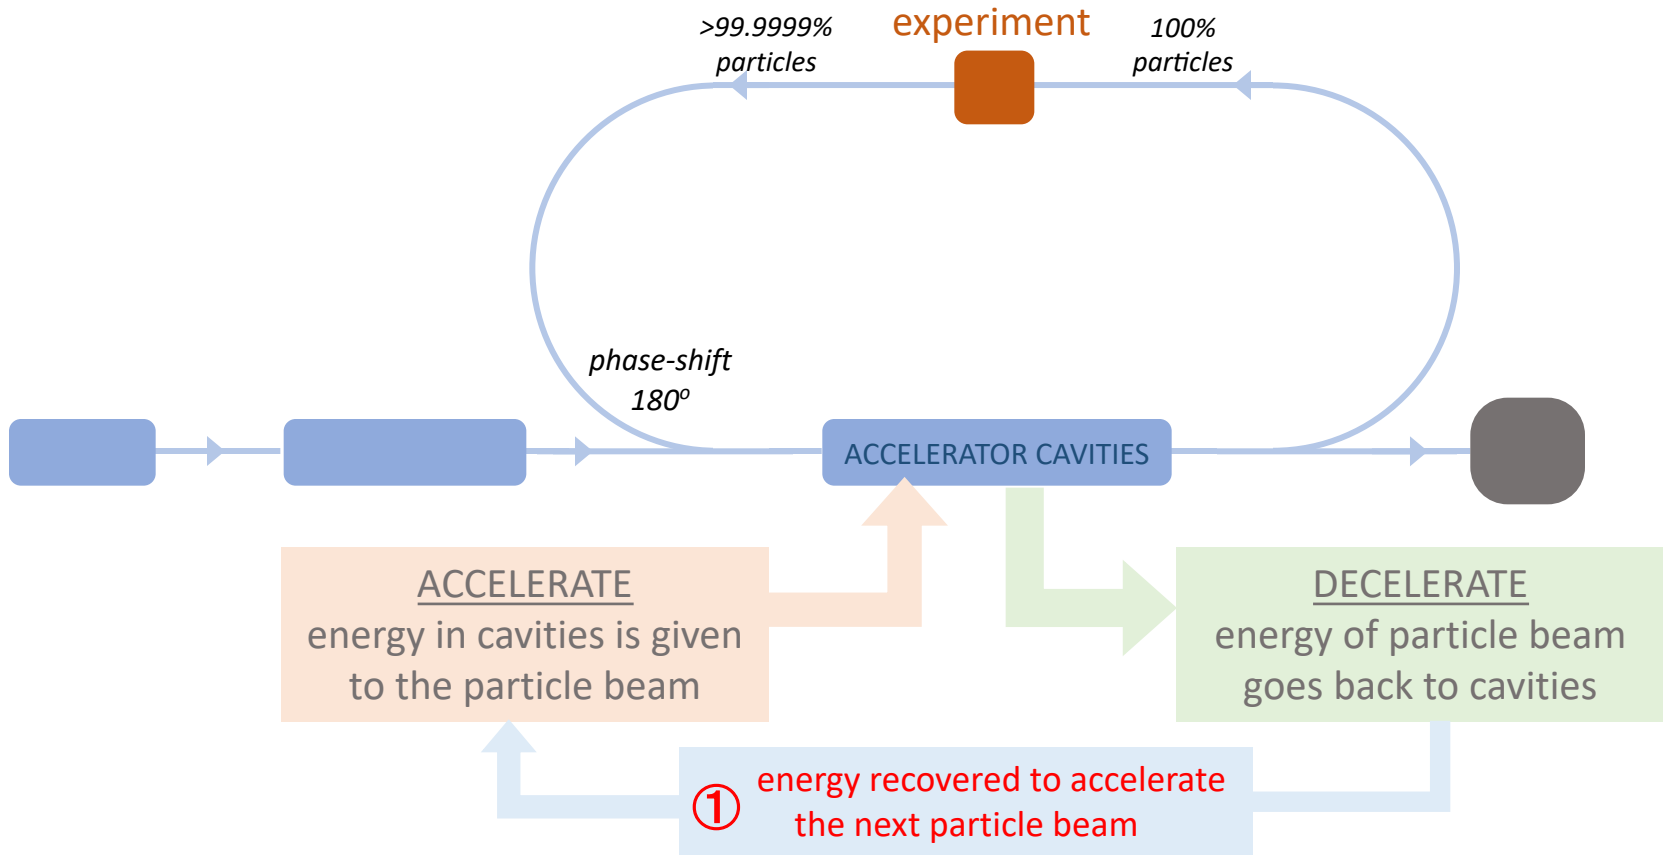 >99.9999%
particles
experiment
100%
particles
phase-shift
180º
ACCELERATOR CAVITIES
ACCELERATE
energy in cavities is given
to the particle beam
DECELERATE
energy of particle beam
goes back to cavities
① energy recovered to accelerate
the next particle beam